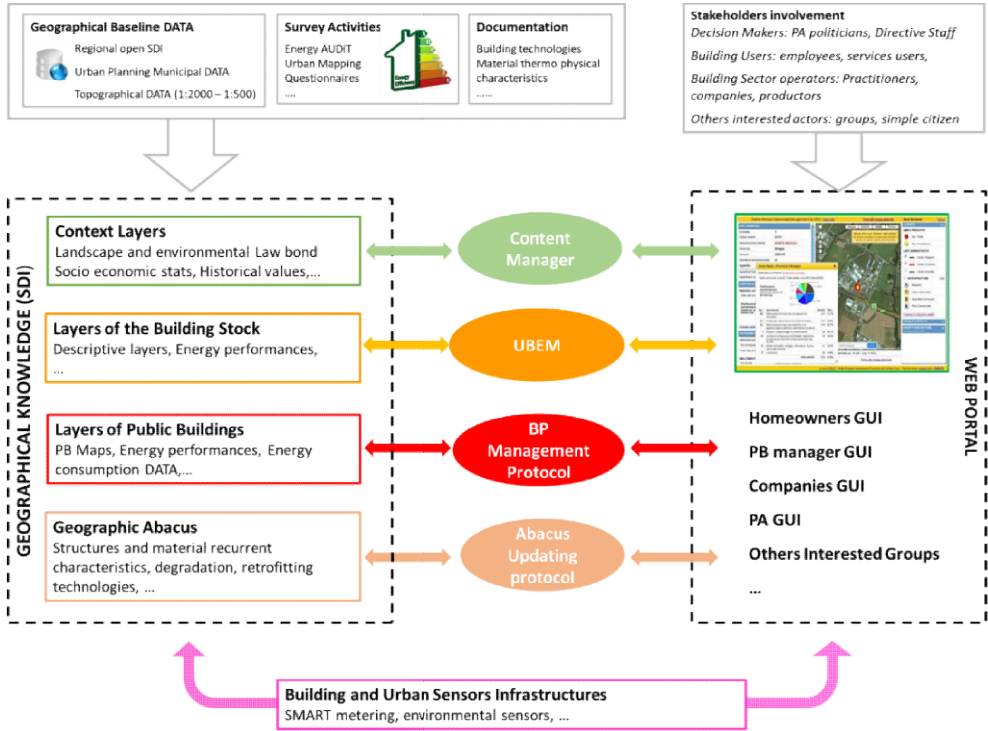 Geographical Baseline DATA
Regional open SDI
Urban Planning Municipal DATA
Topographical DATA (1:2000 – 1:500)
Survey Activities
Energy AUDIT
Urban Mapping
Questionnaires
....
Energy
Efficiency
Documentation
Building technologies
Material thermo physical
characteristics
......
Stakeholders involvement
Decision Makers: PA politicians, Directive Staff
Building Users: employees, services users,
Building Sector operators: Practitioners,
companies, productors
Others interested actors: groups, simple citizen
GEOGRAPHICAL KNOWLEDGE (SDI)
Context Layers
Landscape and environmental Law bond
Socio economic stats, Historical values,...
Layers of the Building Stock
Descriptive layers, Energy performances,
...
Layers of Public Buildings
PB Maps, Energy performances, Energy
consumption DATA,...
Geographic Abacus
Structures and material recurrent
characteristics, degradation, retrofitting
technologies, ...
Content
Manager
UBEM
BP
Management
Protocol
Abacus
Updating
protocol
WEB PORTAL
Homeowners GUI
PB manager GUI
Companies GUI
PA GUI
Others Interested Groups
...
Building and Urban Sensors Infrastructures
SMART metering, environmental sensors, ...